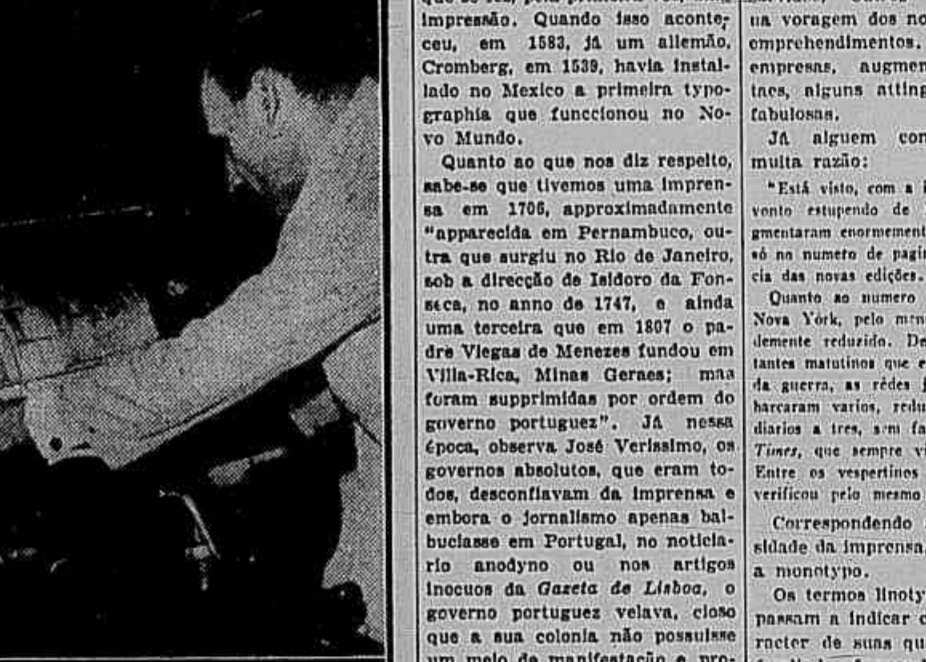 impressão. Quando isso aconte-
ceu, em 1583, já um allemão,
Cromberg, em 1539, havia instal-
lado no Mexico a primeira typo-
graphia que funccionou no No-
vo Mundo.
Quanto ao que nos diz respeito,
sabe-se que tivemos uma impren-
sa em 1706, approximadamente
"apparecida em Pernambuco, ou-
tra que surgiu no Rio de Janeiro,
sob a direcção de Isidoro da Fon-
seca, no anno de 1747, e ainda
uma terceira que em 1807 o pa-
dre Viegas de Menezes fundou em
Villa-Rica, Minas Geraes; mas
foram supprimidas por ordem do
governo portuguez". Já nessa
época, observa José Verissimo, os
governos absolutos, que eram to-
dos, desconfiavam da imprensa e
embora o jornalismo apenas bal-
buciasse em Portugal, no noticia-
rio anodyno ou nos artigos
inocuos da Gazeta de Lisboa, o
governo portuguez velava, cioso
que a sua colonia não possuisse
um meio de manifestação e pro-
na voragem dos no
emprehendimentos.
empresas, augmen
taes, alguns atting
fabulosas.
Já alguem con
muita razão:
"Está visto, com a
vento estupendo de
gmentaram enormement
só no numero de pagin
cia das novas edições.
Quanto ao numero
Nova York, pelo men
demente reduzido. De
tantes matutinos que e
da guerra, as rêdes j
barcaram varios, redu
diarios a tres, sem fa
Times, que sempre vi
Entre os vespertinos
verificou pelo mesmo
Correspondendo
sidade da imprensa,
a monotypo.
Os termos linoty
passam a indicar c
racter de suas qu